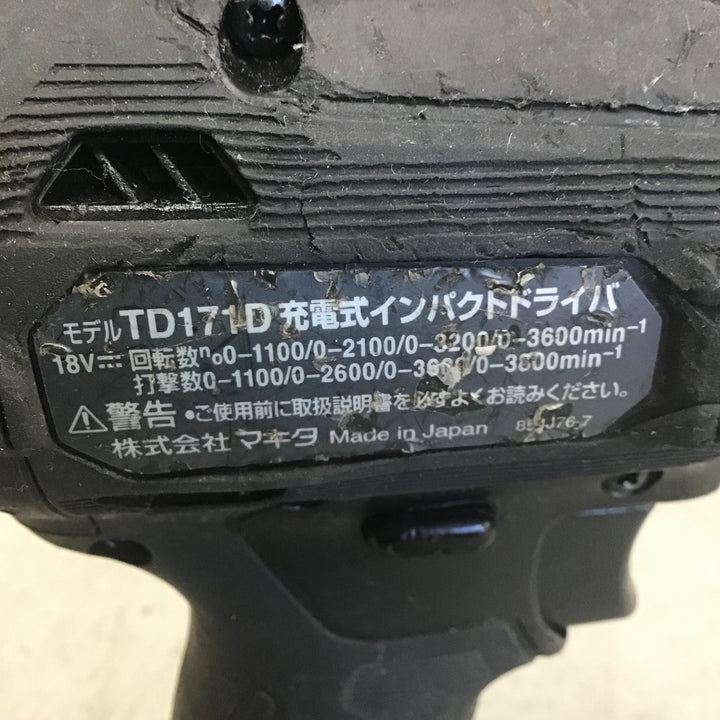 モデルTD171D 充電式インパクトドライバ
18V⎓ 回転数n₀0-1100/0-2100/0-3200/0-3600min⁻¹
打撃数0-1100/0-2600/0-3600/0-3800min⁻¹
⚠警告 •ご使用前に取扱説明書を必ずよくお読みください。
株式会社 マキタ Made in Japan